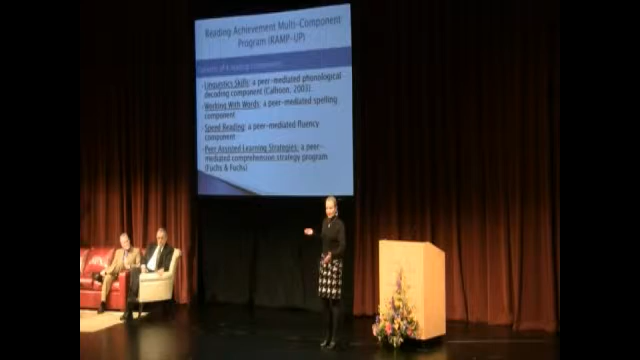 Reading Achievement Multi-Component
Program (RAMP-UP)
Linguistics Skills: a peer-mediated phonological
decoding component (Calhoon, 2003)
Working With Words: a peer-mediated spelling
component
Speed Reading: a peer-mediated fluency
component
Peer Assisted Learning Strategies: a peer-
mediated comprehension strategy program
(Fuchs & Fuchs)